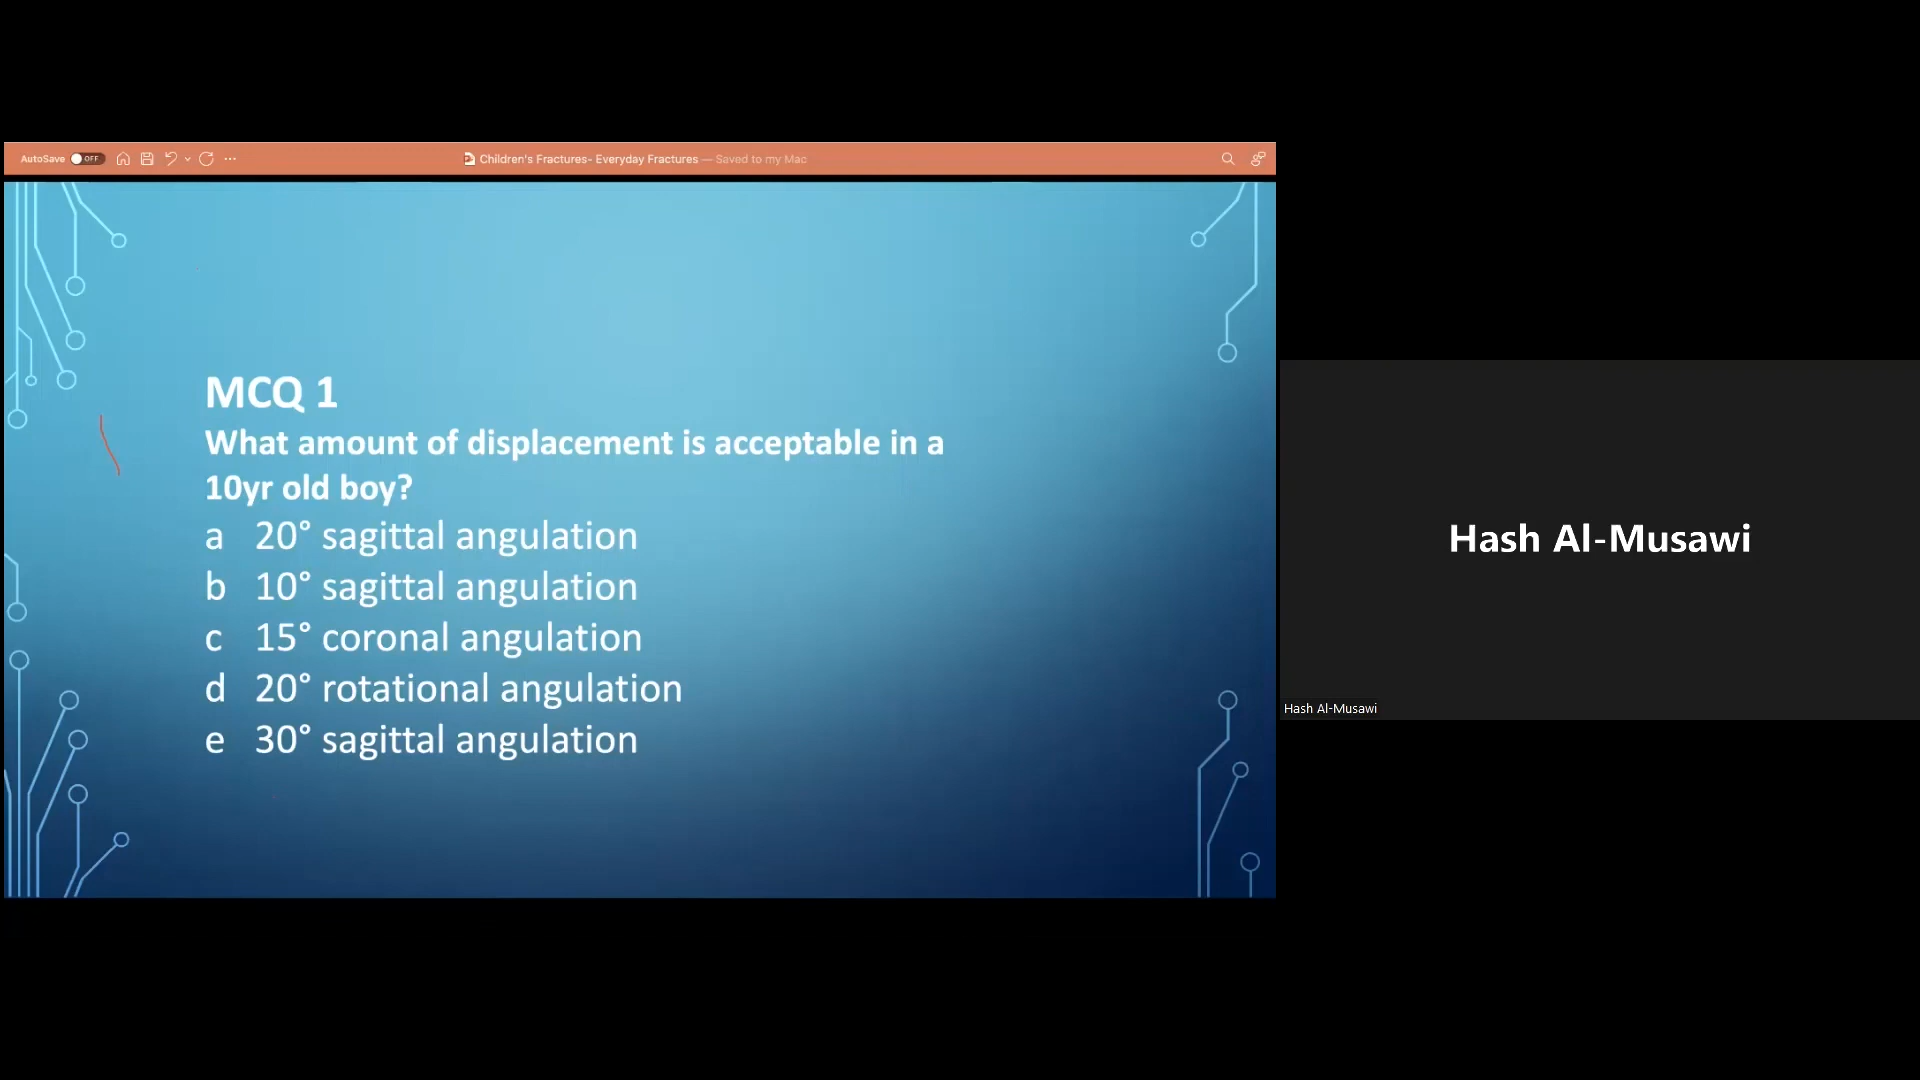 AutoSave OFF
Children's Fractures- Everyday Fractures — Saved to my Mac
MCQ 1
What amount of displacement is acceptable in a
10yr old boy?
a 20° sagittal angulation
b 10° sagittal angulation
c 15° coronal angulation
d 20° rotational angulation
e 30° sagittal angulation
Hash Al-Musawi
Hash Al-Musawi